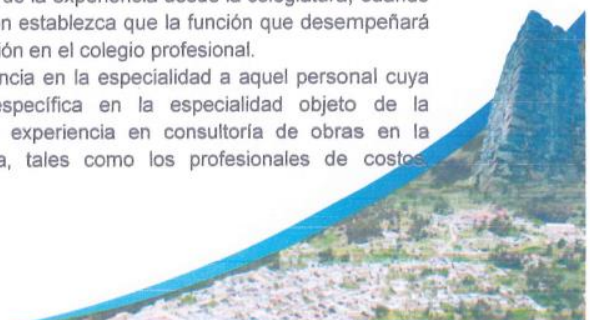 de la experiencia desde la colegiatura, cuando
n establezca que la función que desempeñará
ión en el colegio profesional.
ncia en la especialidad a aquel personal cuya
específica en la especialidad objeto de la
experiencia en consultoría de obras en la
a, tales como los profesionales de costos,